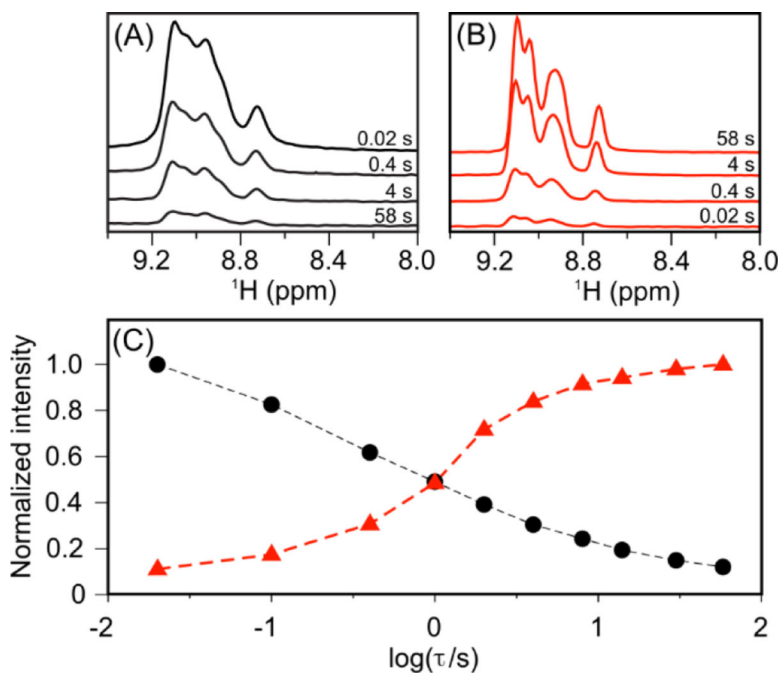 (A)
0.02 s
0.4 s
4 s
58 s
9.2 8.8 8.4 8.0
¹H (ppm)
(B)
58 s
4 s
0.4 s
0.02 s
9.2 8.8 8.4 8.0
¹H (ppm)
(C)
Normalized intensity
1.0
0.8
0.6
0.4
0.2
0
-2 -1 0 1 2
log(τ/s)